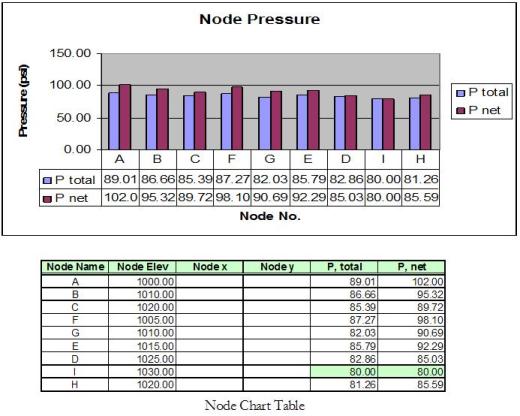 Node Pressure
150.00
100.00
50.00
0.00
Pressure (psi)
P total
P net
A B C F G E D I H
P total 89.01 86.66 85.39 87.27 82.03 85.79 82.86 80.00 81.26
P net 102.0 95.32 89.72 98.10 90.69 92.29 85.03 80.00 85.59
Node No.
Node Name Node Elev Node x Node y P, total P, net
A 1000.00 89.01 102.00
B 1010.00 86.66 95.32
C 1020.00 85.39 89.72
F 1005.00 87.27 98.10
G 1010.00 82.03 90.69
E 1015.00 85.79 92.29
D 1025.00 82.86 85.03
I 1030.00 80.00 80.00
H 1020.00 81.26 85.59
Node Chart Table